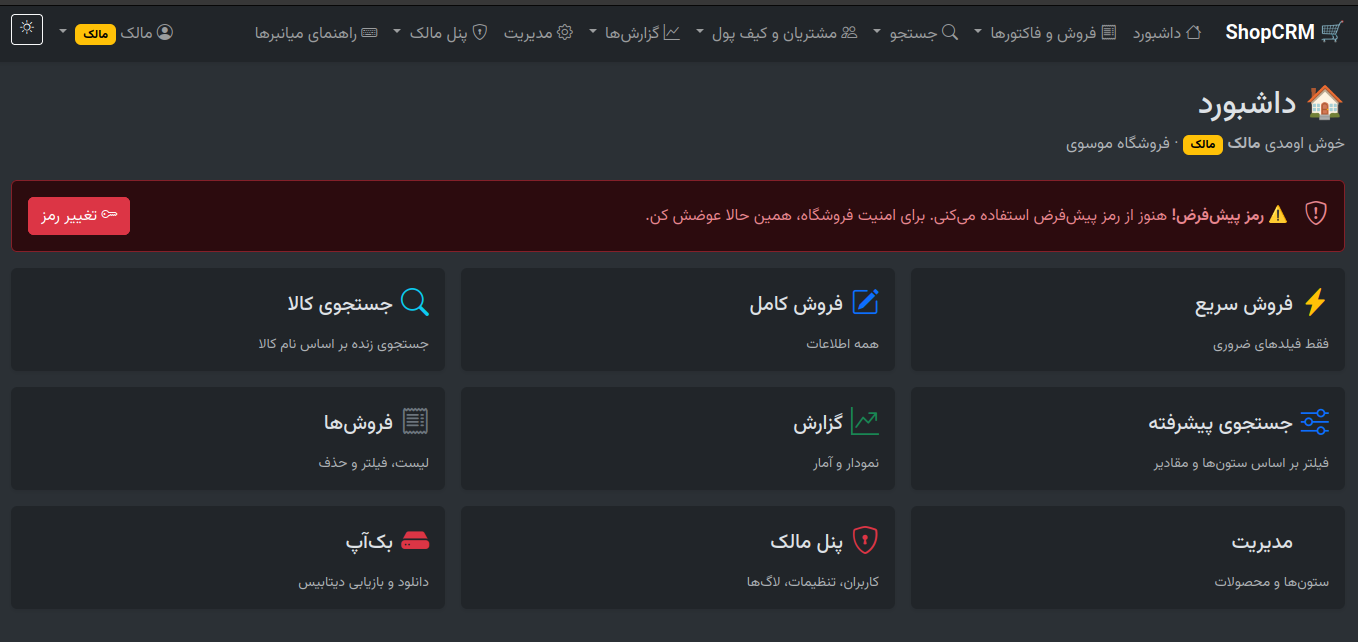 ShopCRM
داشبورد
فروش و فاکتورها
جستجو
مشتریان و کیف پول
گزارش‌ها
مدیریت
پنل مالک
راهنمای میانبرها
مالک مالک
داشبورد
خوش اومدی مالک مالک · فروشگاه موسوی
رمز پیش‌فرض! هنوز از رمز پیش‌فرض استفاده می‌کنی. برای امنیت فروشگاه، همین حالا عوضش کن.
تغییر رمز
فروش سریع
فقط فیلدهای ضروری
فروش کامل
همه اطلاعات
جستجوی کالا
جستجوی زنده بر اساس نام کالا
جستجوی پیشرفته
فیلتر بر اساس ستون‌ها و مقادیر
گزارش
نمودار و آمار
فروش‌ها
لیست، فیلتر و حذف
مدیریت
ستون‌ها و محصولات
پنل مالک
کاربران، تنظیمات، لاگ‌ها
بک‌آپ
دانلود و بازیابی دیتابیس